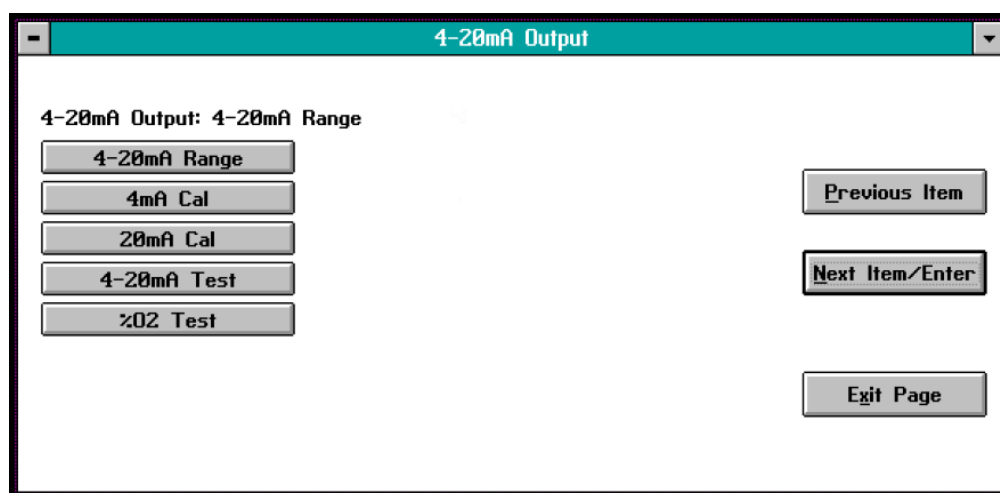 4-20mA Output
4-20mA Output: 4-20mA Range
4-20mA Range
4mA Cal
20mA Cal
4-20mA Test
%O2 Test
Previous Item
Next Item/Enter
Exit Page